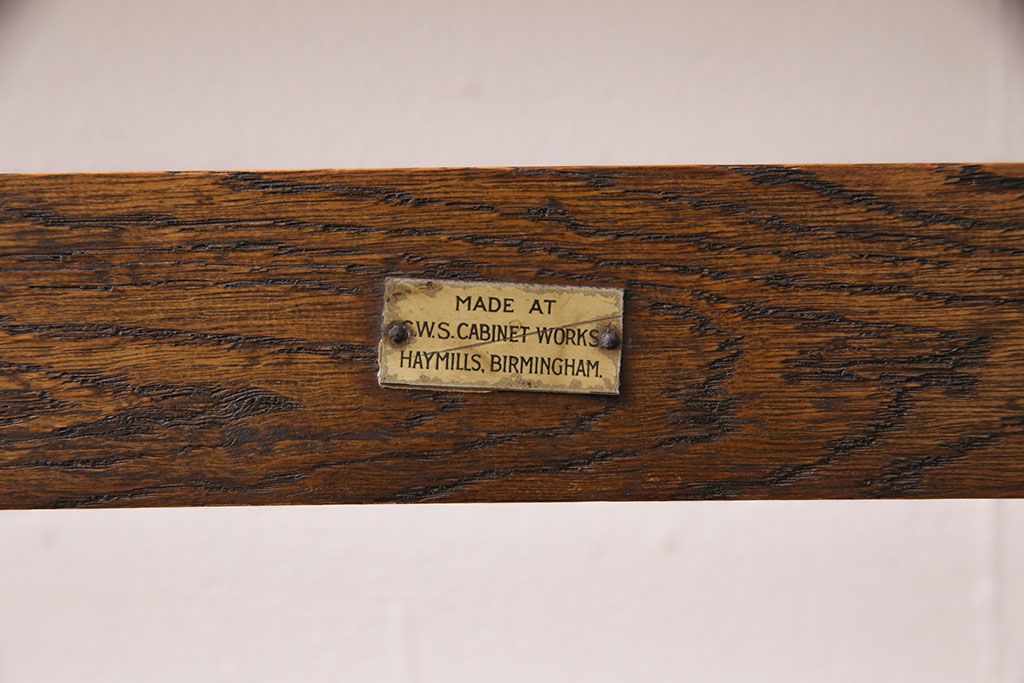 MADE AT
C.W.S. CABINET WORKS
HAYMILLS, BIRMINGHAM.